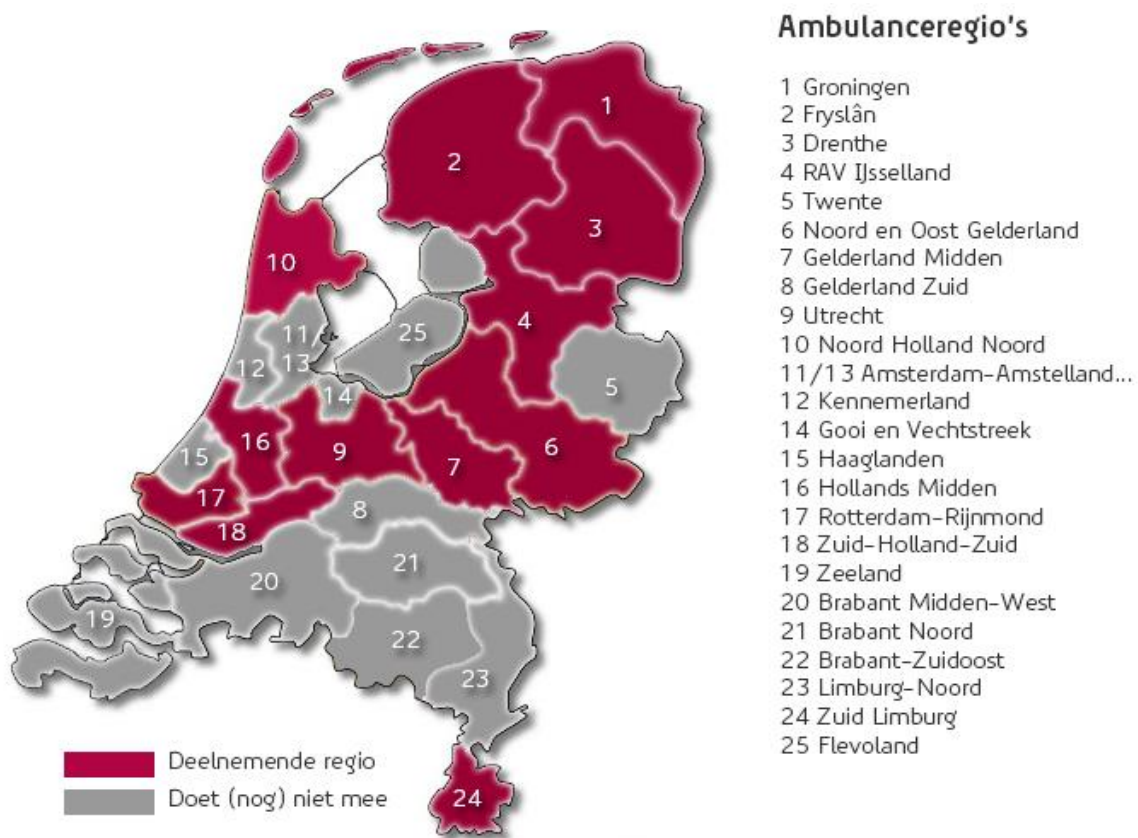 Ambulanceregio's
1 Groningen
2 Fryslân
3 Drenthe
4 RAV IJsselland
5 Twente
6 Noord en Oost Gelderland
7 Gelderland Midden
8 Gelderland Zuid
9 Utrecht
10 Noord Holland Noord
11/13 Amsterdam-Amstelland...
12 Kennemerland
14 Gooi en Vechtstreek
15 Haaglanden
16 Hollands Midden
17 Rotterdam-Rijnmond
18 Zuid-Holland-Zuid
19 Zeeland
20 Brabant Midden-West
21 Brabant Noord
22 Brabant-Zuidoost
23 Limburg-Noord
24 Zuid Limburg
25 Flevoland
1
2
3
10
4
25
11/
13
12
5
14
16
9
6
15
7
17
8
18
21
20
19
22
23
24
Deelnemende regio
Doet (nog) niet mee